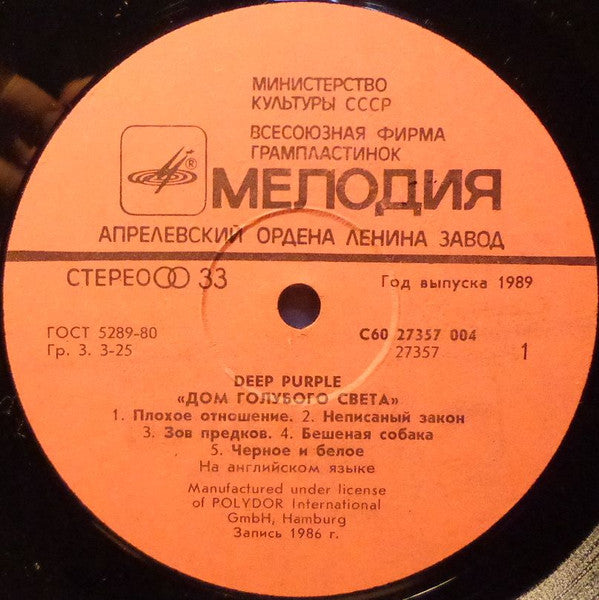 МИНИСТЕРСТВО
КУЛЬТУРЫ СССР
ВСЕСОЮЗНАЯ ФИРМА
ГРАМПЛАСТИНОК
®
МЕЛОДИЯ
АПРЕЛЕВСКИЙ ОРДЕНА ЛЕНИНА ЗАВОД
СТЕРЕО 33
Год выпуска 1989
ГОСТ 5289-80
Гр. 3. 3-25
С60 27357 004
27357
1
DEEP PURPLE
«ДОМ ГОЛУБОГО СВЕТА»
1. Плохое отношение. 2. Неписаный закон
3. Зов предков. 4. Бешеная собака
5. Черное и белое
На английском языке
Manufactured under license
of POLYDOR International
GmbH, Hamburg
Запись 1986 г.